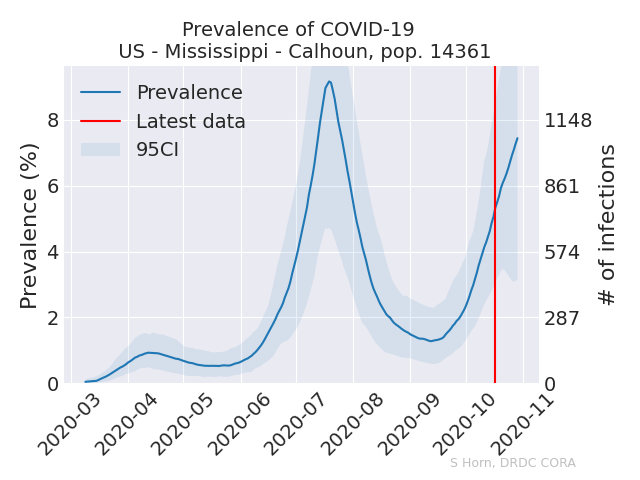 Prevalence of COVID-19
US - Mississippi - Calhoun, pop. 14361
Prevalence
Latest data
95CI
Prevalence (%)
8
6
4
2
0
1148
861
574
287
0
# of infections
2020-03
2020-04
2020-05
2020-06
2020-07
2020-08
2020-09
2020-10
2020-11
S Horn, DRDC CORA